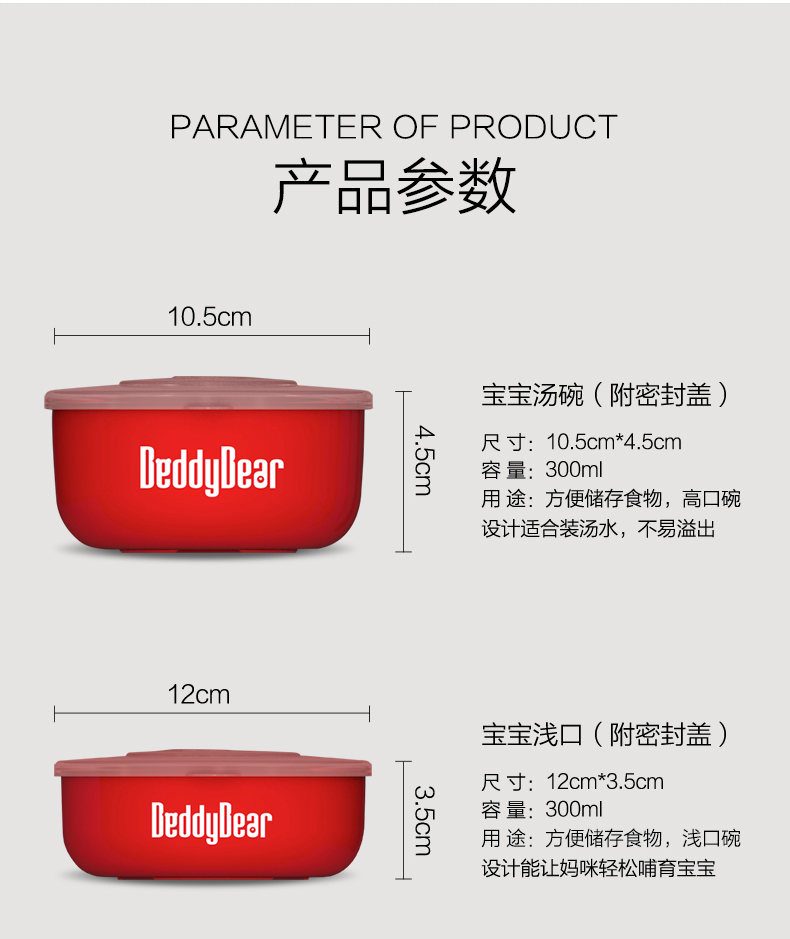 PARAMETER OF PRODUCT
产品参数
10.5cm
BeddyBear
4.5cm
宝宝汤碗（附密封盖）
尺 寸：10.5cm*4.5cm
容 量：300ml
用 途：方便储存食物，高口碗
设计适合装汤水，不易溢出
12cm
BeddyBear
3.5cm
宝宝浅口（附密封盖）
尺 寸：12cm*3.5cm
容 量：300ml
用 途：方便储存食物，浅口碗
设计能让妈咪轻松哺育宝宝